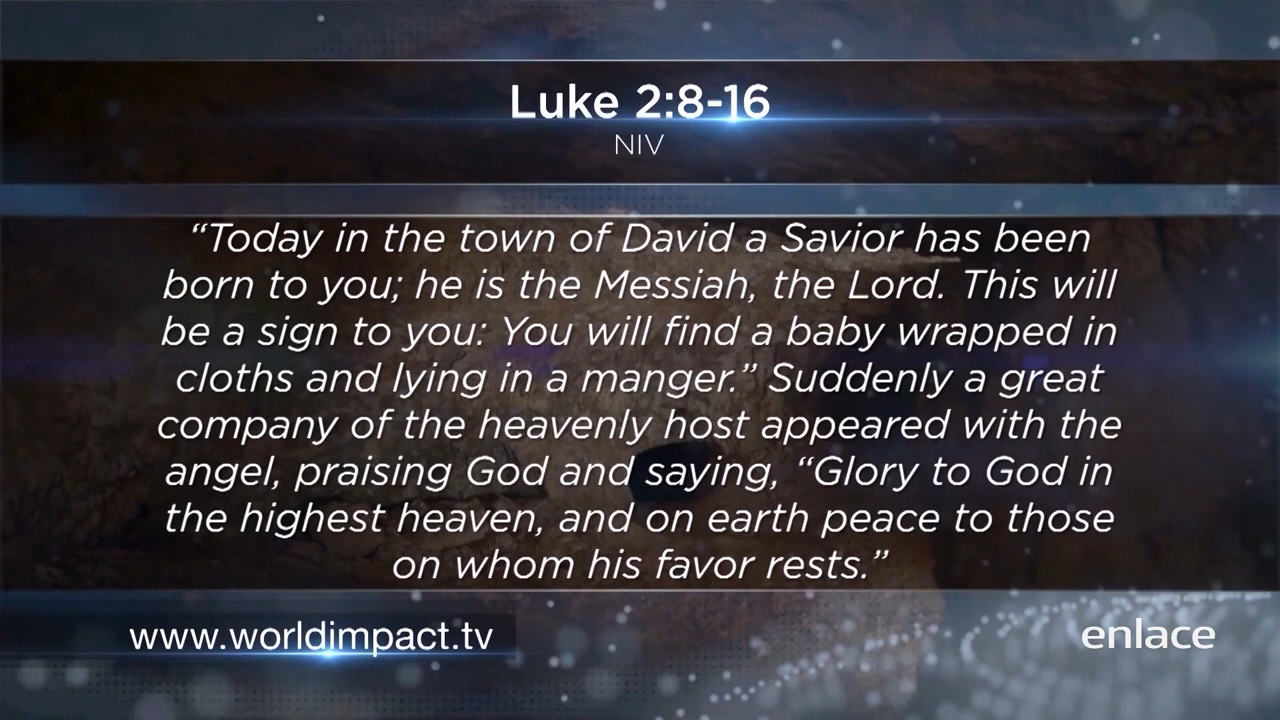 Luke 2:8-16
NIV
“Today in the town of David a Savior has been
born to you; he is the Messiah, the Lord. This will
be a sign to you: You will find a baby wrapped in
cloths and lying in a manger.” Suddenly a great
company of the heavenly host appeared with the
angel, praising God and saying, “Glory to God in
the highest heaven, and on earth peace to those
on whom his favor rests.”
www.worldimpact.tv
enlace